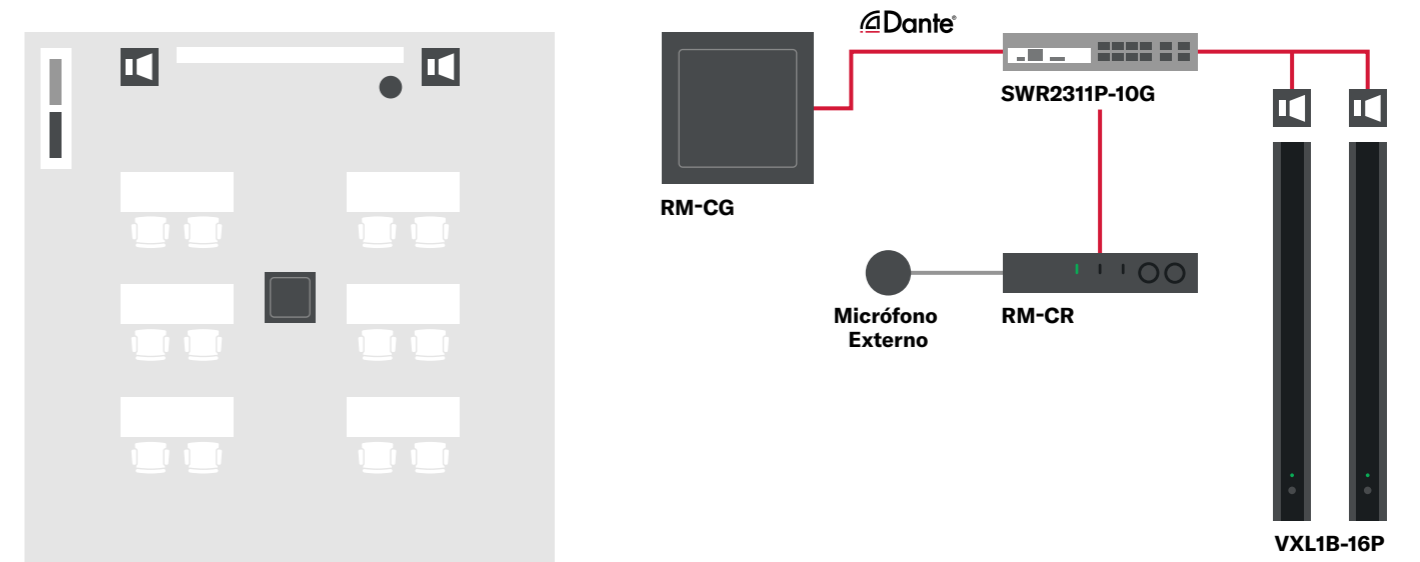 Dante®
SWR2311P-10G
RM-CG
Micrófono
Externo
RM-CR
VXL1B-16P